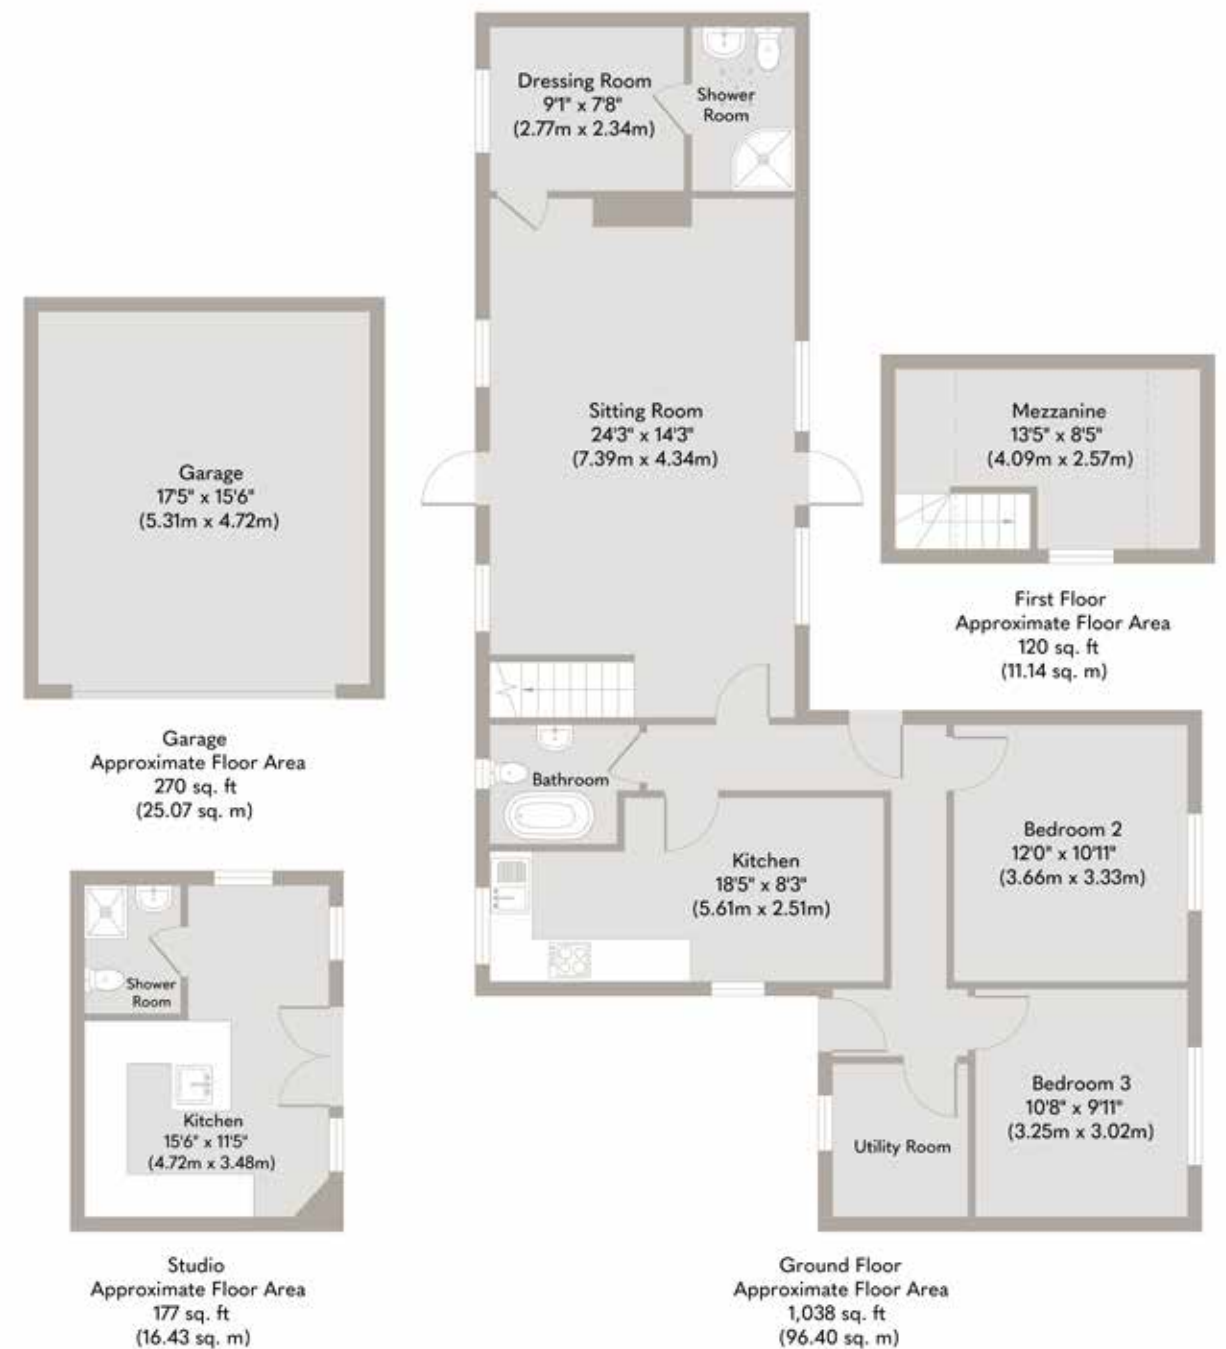 Dressing Room
9'1" x 7'8"
(2.77m x 2.34m)
Shower
Room
Sitting Room
24'3" x 14'3"
(7.39m x 4.34m)
Garage
17'5" x 15'6"
(5.31m x 4.72m)
Mezzanine
13'5" x 8'5"
(4.09m x 2.57m)
First Floor
Approximate Floor Area
120 sq. ft
(11.14 sq. m)
Garage
Approximate Floor Area
270 sq. ft
(25.07 sq. m)
Bathroom
Kitchen
18'5" x 8'3"
(5.61m x 2.51m)
Bedroom 2
12'0" x 10'11"
(3.66m x 3.33m)
Shower
Room
Kitchen
15'6" x 11'5"
(4.72m x 3.48m)
Bedroom 3
10'8" x 9'11"
(3.25m x 3.02m)
Utility Room
Studio
Approximate Floor Area
177 sq. ft
(16.43 sq. m)
Ground Floor
Approximate Floor Area
1,038 sq. ft
(96.40 sq. m)